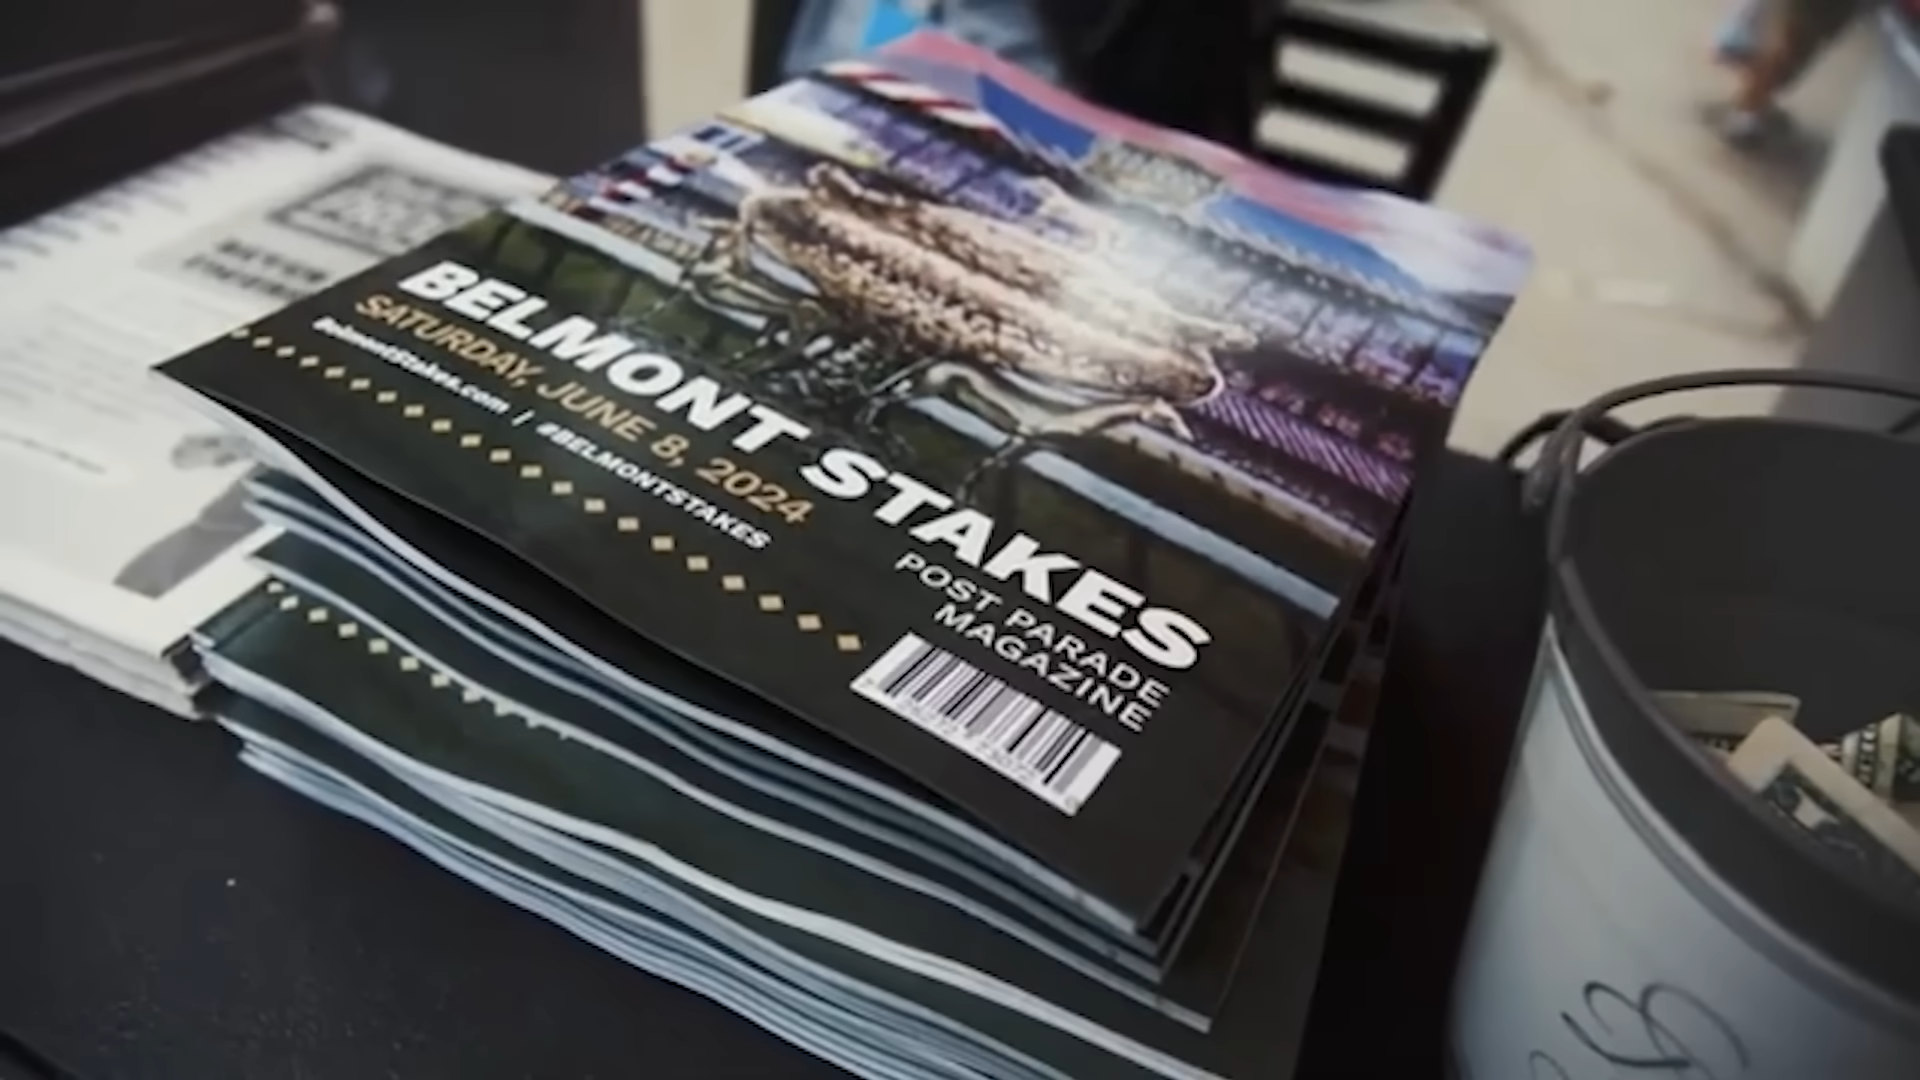 BELMONT STAKES
SATURDAY, JUNE 8, 2024
BelmontStakes.com | #BELMONTSTAKES
POST PARADE
MAGAZINE